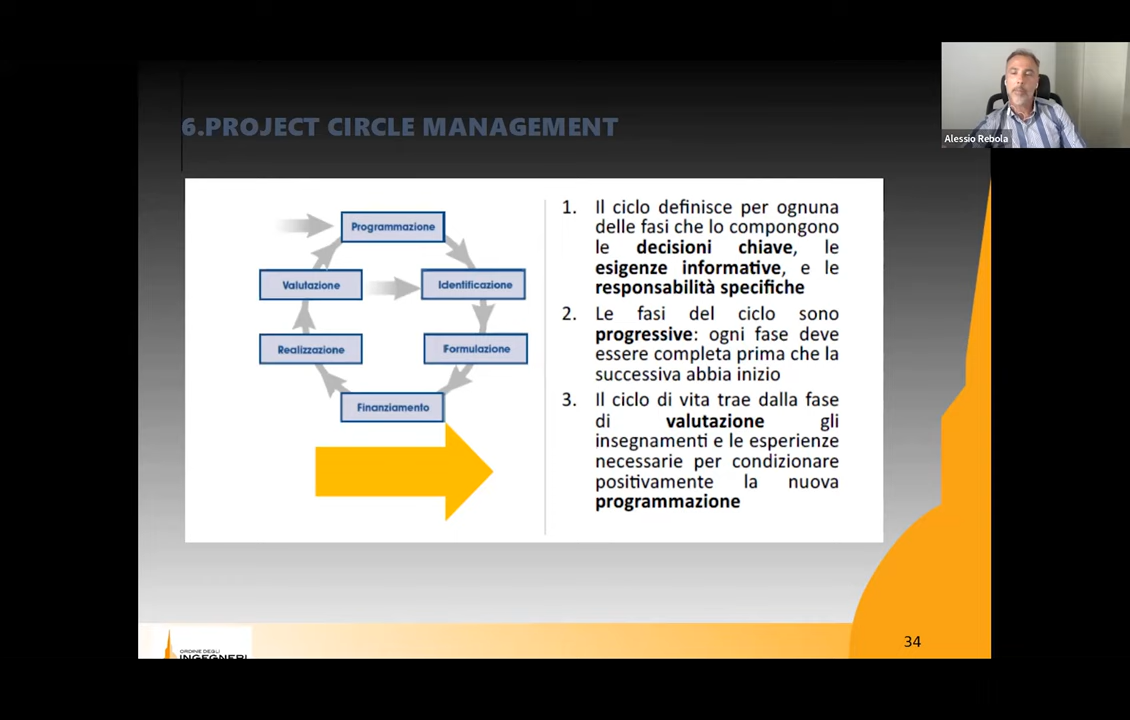 Alessio Rebola
6.PROJECT CIRCLE MANAGEMENT
Programmazione
Valutazione
Identificazione
Realizzazione
Formulazione
Finanziamento
1. Il ciclo definisce per ognuna
delle fasi che lo compongono
le decisioni chiave, le
esigenze informative, e le
responsabilità specifiche
2. Le fasi del ciclo sono
progressive: ogni fase deve
essere completa prima che la
successiva abbia inizio
3. Il ciclo di vita trae dalla fase
di valutazione gli
insegnamenti e le esperienze
necessarie per condizionare
positivamente la nuova
programmazione
ORDINE DEGLI
INGEGNERI
34